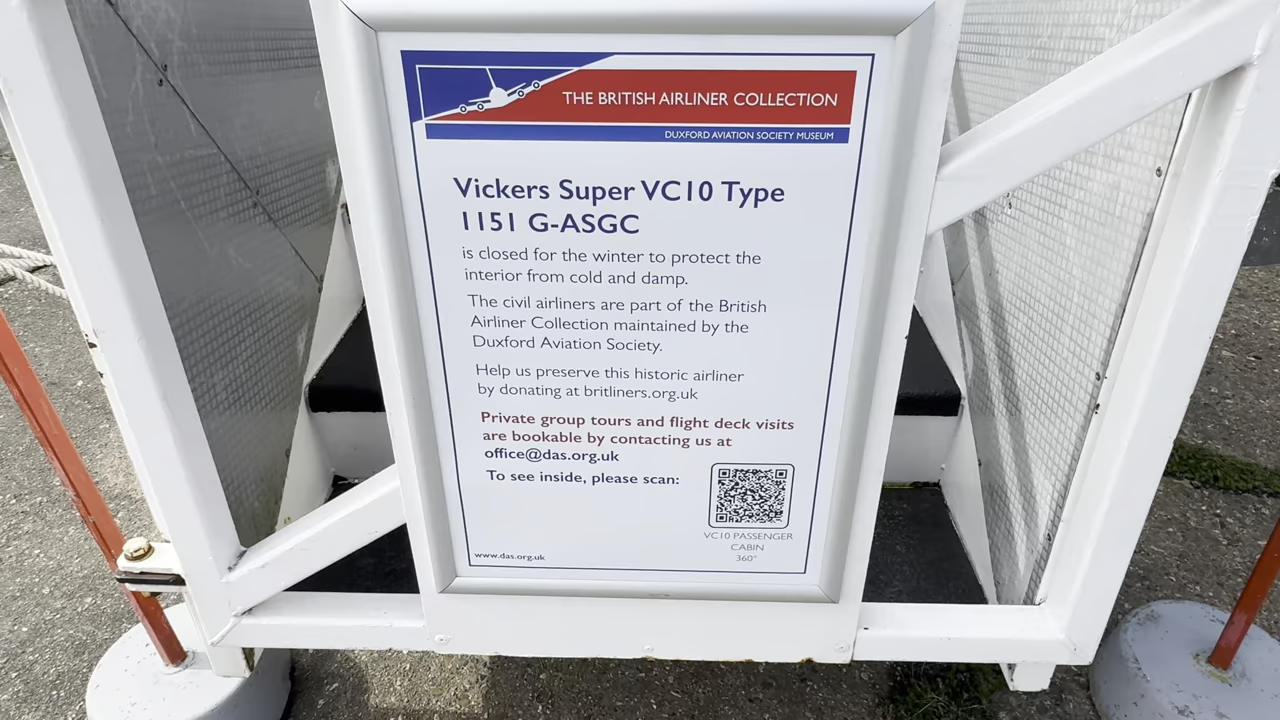 THE BRITISH AIRLINER COLLECTION
DUXFORD AVIATION SOCIETY MUSEUM
Vickers Super VC10 Type
1151 G-ASGC
is closed for the winter to protect the
interior from cold and damp.
The civil airliners are part of the British
Airliner Collection maintained by the
Duxford Aviation Society.
Help us preserve this historic airliner
by donating at britliners.org.uk
Private group tours and flight deck visits
are bookable by contacting us at
office@das.org.uk
To see inside, please scan:
VC10 PASSENGER
CABIN
360°
www.das.org.uk